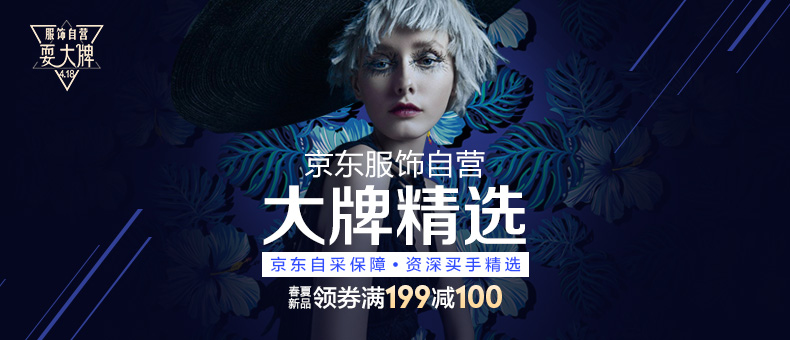 服饰自营
耍大牌
4.18
京东服饰自营
大牌精选
京东自采保障·资深买手精选
春夏新品 领券满199减100